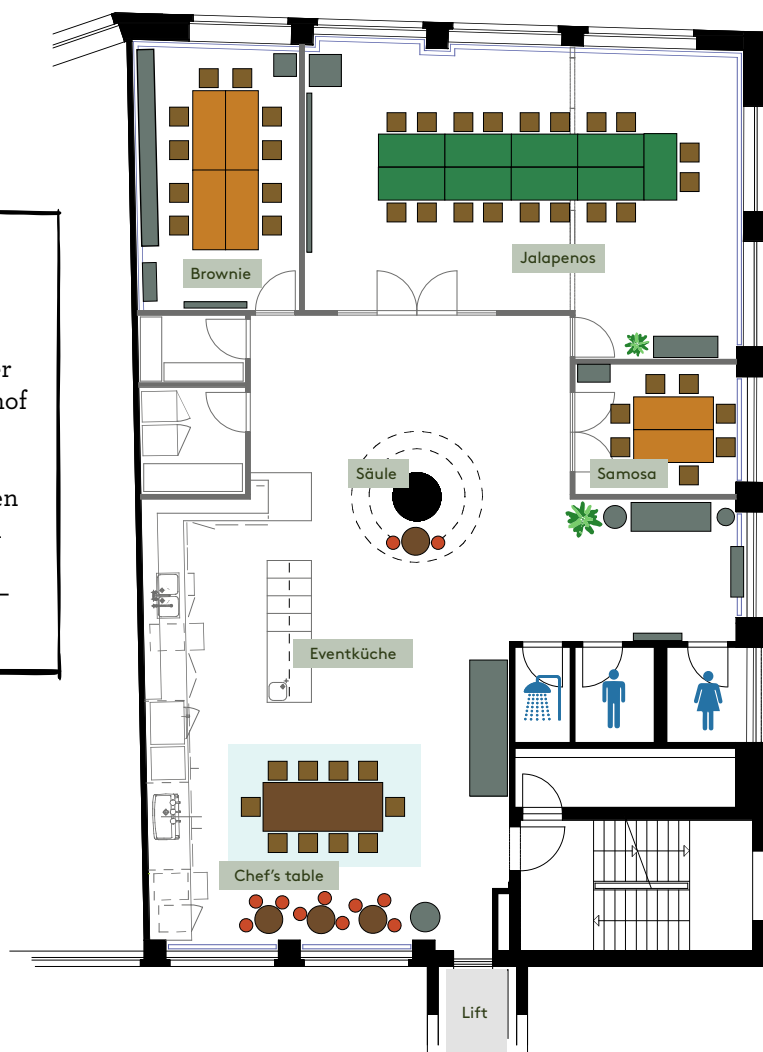 Brownie
Jalapenos
Säule
Samosa
Eventküche
Chef's table
Lift